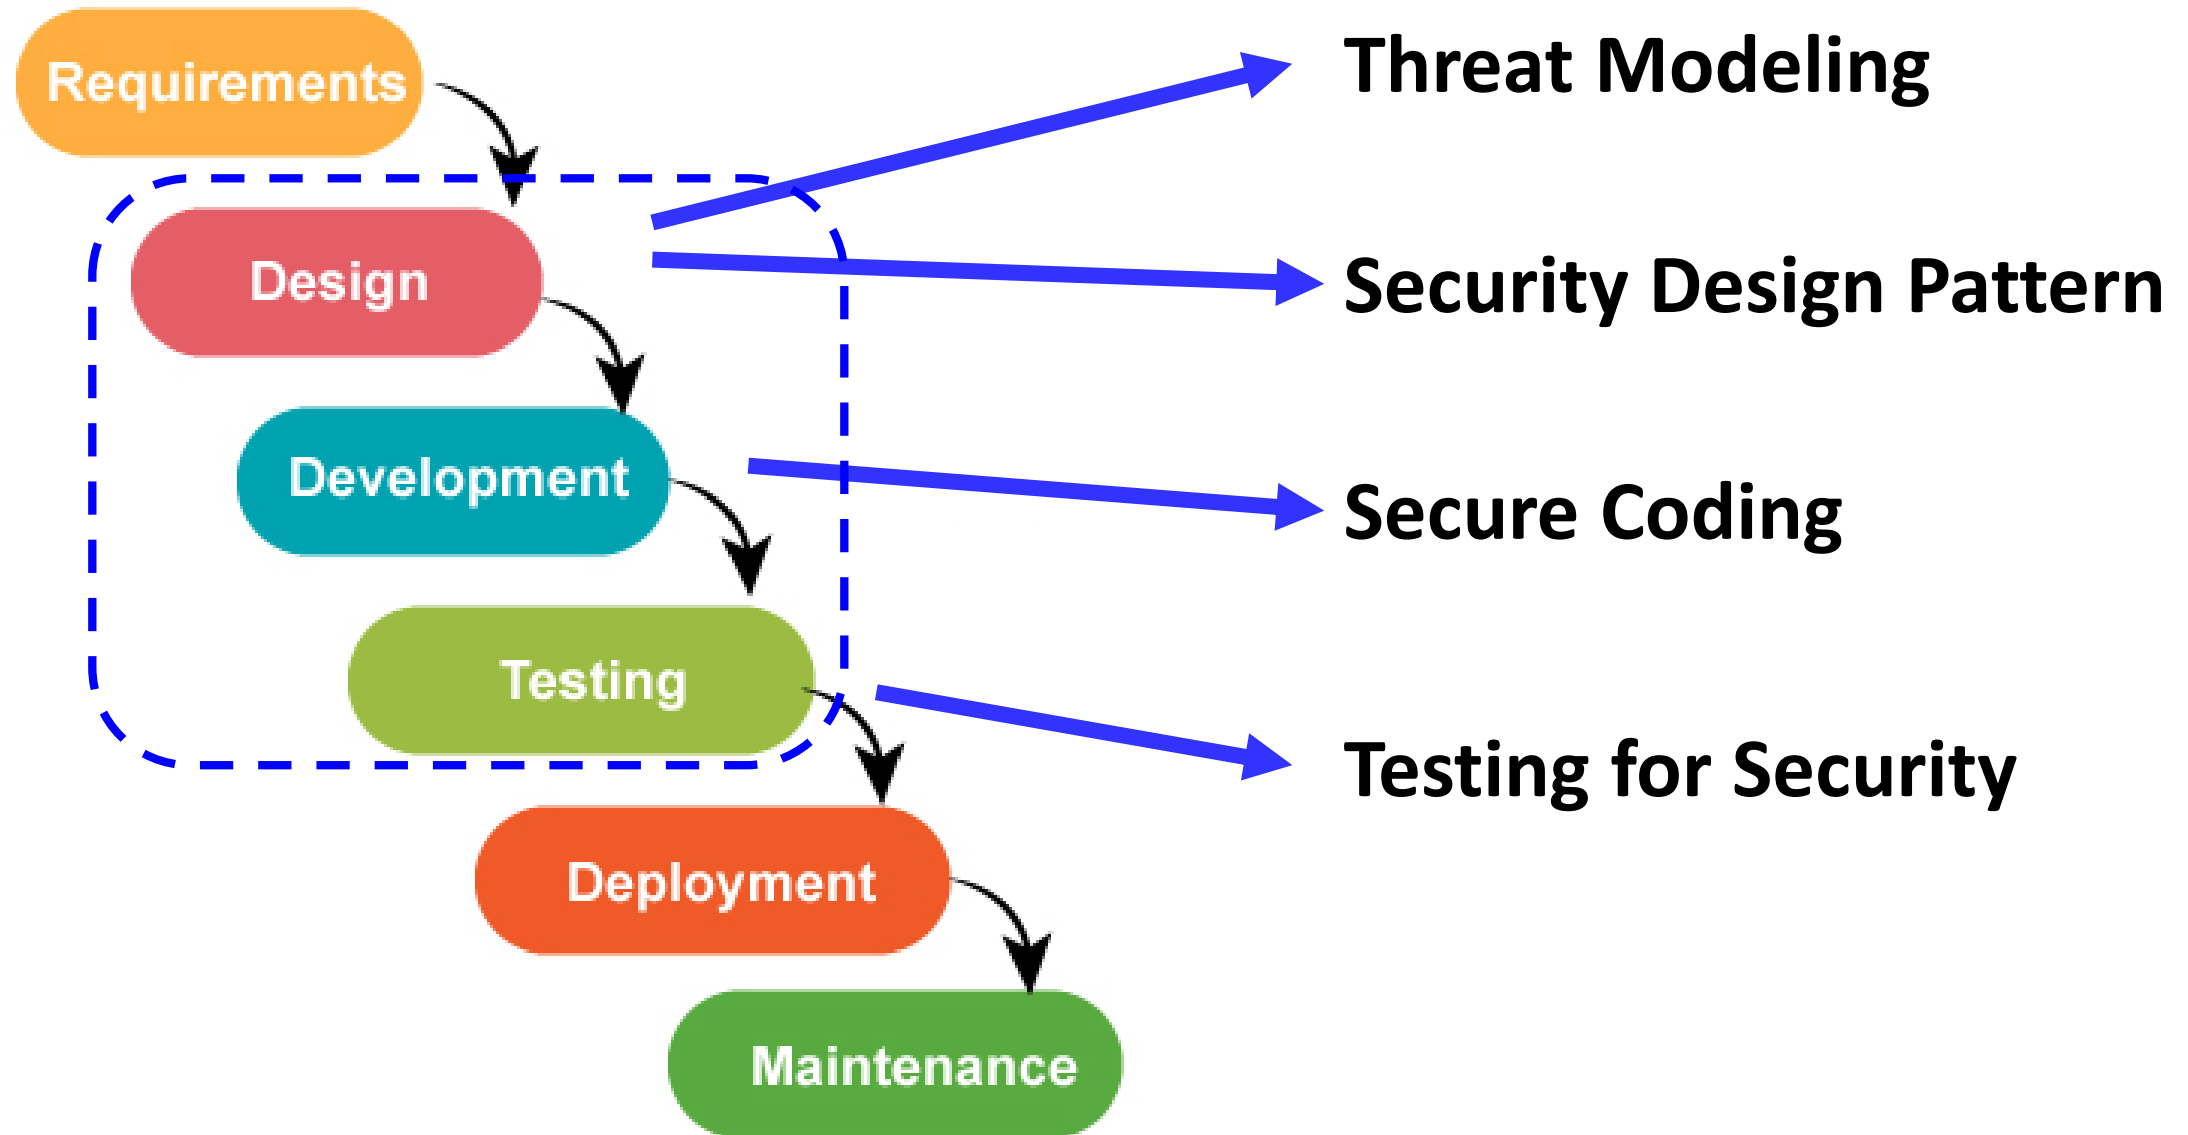 Requirements
Threat Modeling
Design
Security Design Pattern
Development
Secure Coding
Testing
Testing for Security
Deployment
Maintenance